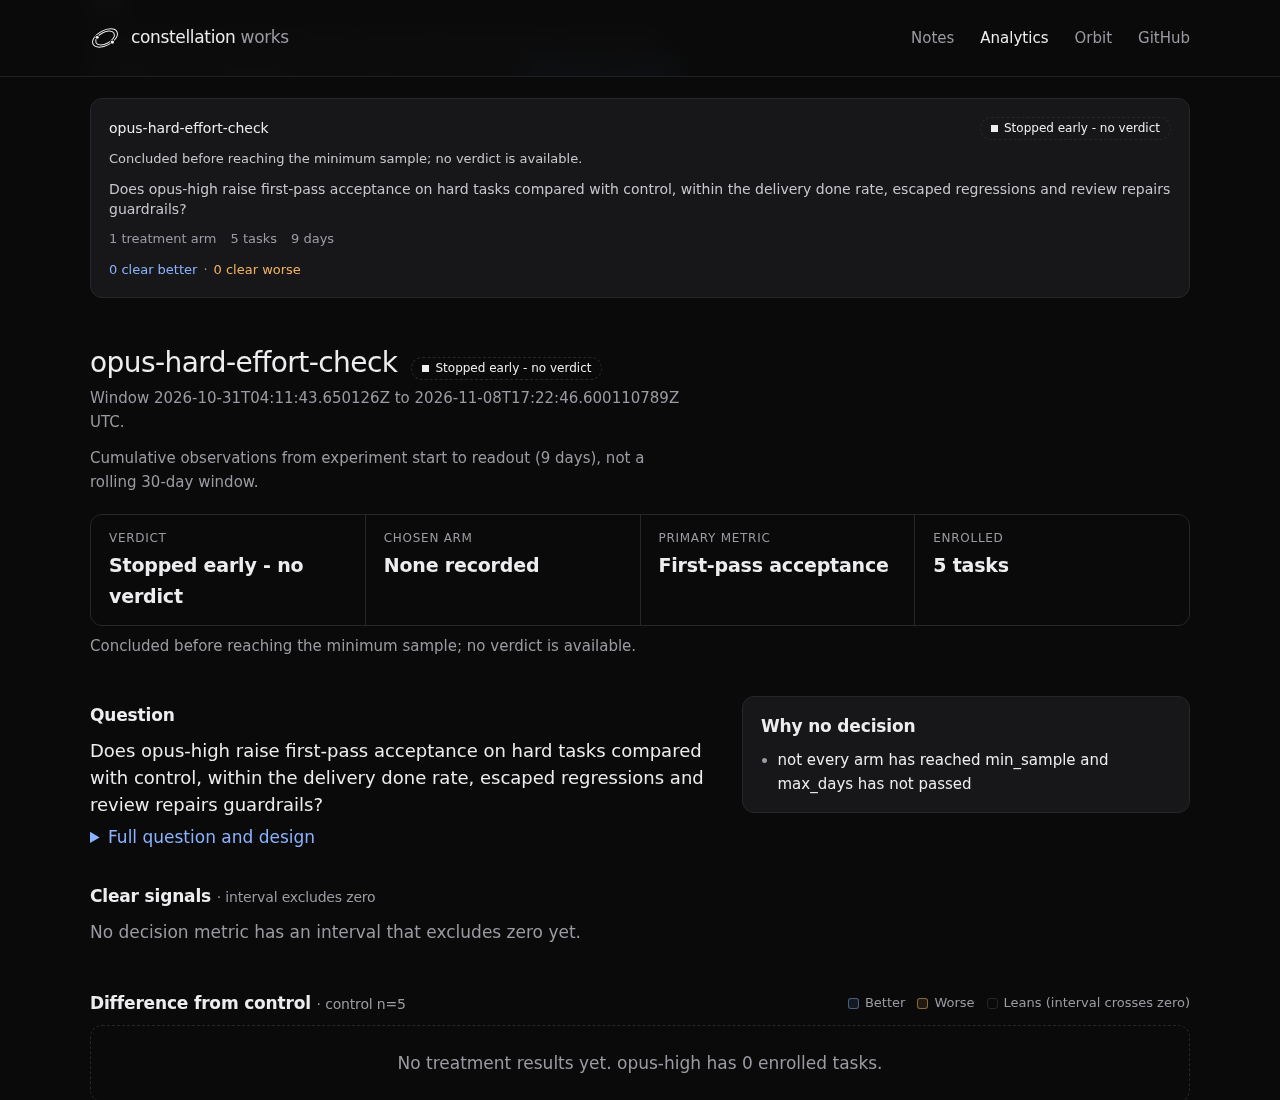 constellation works
Notes Analytics Orbit GitHub
opus-hard-effort-check
Stopped early - no verdict
Concluded before reaching the minimum sample; no verdict is available.
Does opus-high raise first-pass acceptance on hard tasks compared with control, within the delivery done rate, escaped regressions and review repairs
guardrails?
1 treatment arm 5 tasks 9 days
0 clear better · 0 clear worse
opus-hard-effort-check
Stopped early - no verdict
Window 2026-10-31T04:11:43.650126Z to 2026-11-08T17:22:46.600110789Z
UTC.
Cumulative observations from experiment start to readout (9 days), not a
rolling 30-day window.
VERDICT
Stopped early - no
verdict
CHOSEN ARM
None recorded
PRIMARY METRIC
First-pass acceptance
ENROLLED
5 tasks
Concluded before reaching the minimum sample; no verdict is available.
Question
Does opus-high raise first-pass acceptance on hard tasks compared
with control, within the delivery done rate, escaped regressions and
review repairs guardrails?
Full question and design
Why no decision
not every arm has reached min_sample and
max_days has not passed
Clear signals · interval excludes zero
No decision metric has an interval that excludes zero yet.
Difference from control · control n=5
Better Worse Leans (interval crosses zero)
No treatment results yet. opus-high has 0 enrolled tasks.